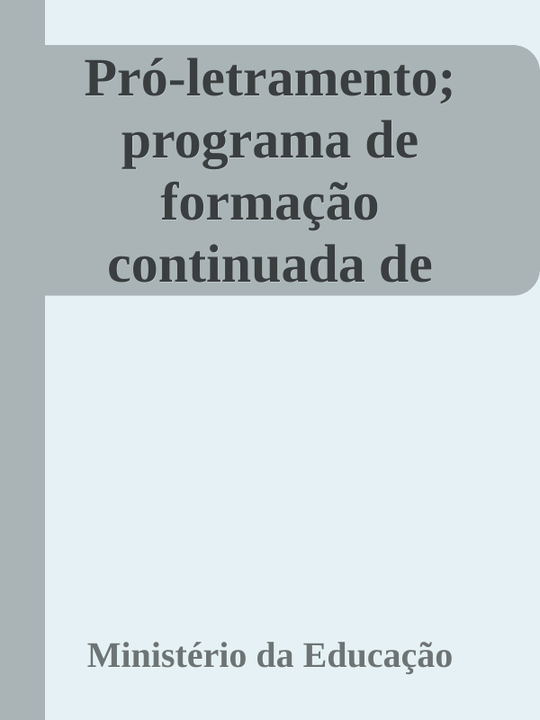 Pró-letramento;
programa de
formação
continuada de
Ministério da Educação